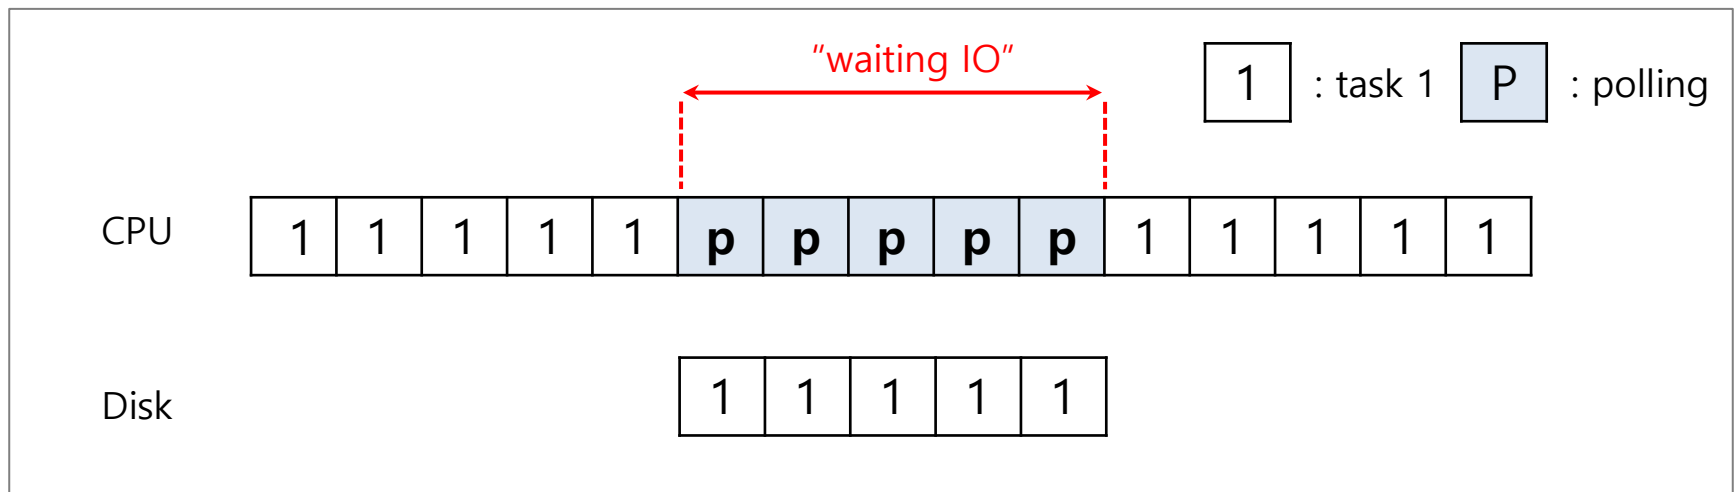 "waiting IO"
1 : task 1 P : polling
CPU 1 1 1 1 1 p p p p p 1 1 1 1 1
Disk 1 1 1 1 1